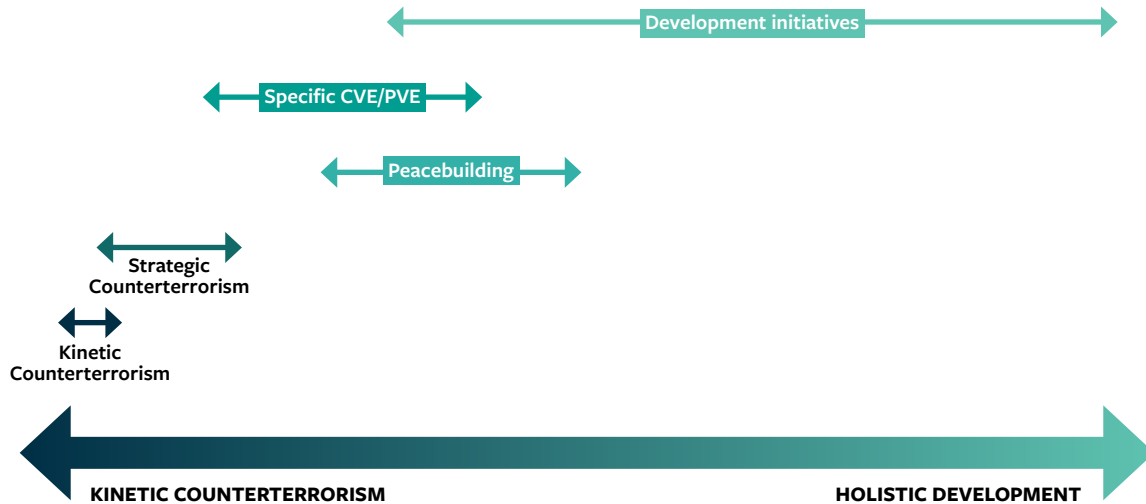 Development initiatives
Specific CVE/PVE
Peacebuilding
Strategic
Counterterrorism
Kinetic
Counterterrorism
KINETIC COUNTERTERRORISM
HOLISTIC DEVELOPMENT